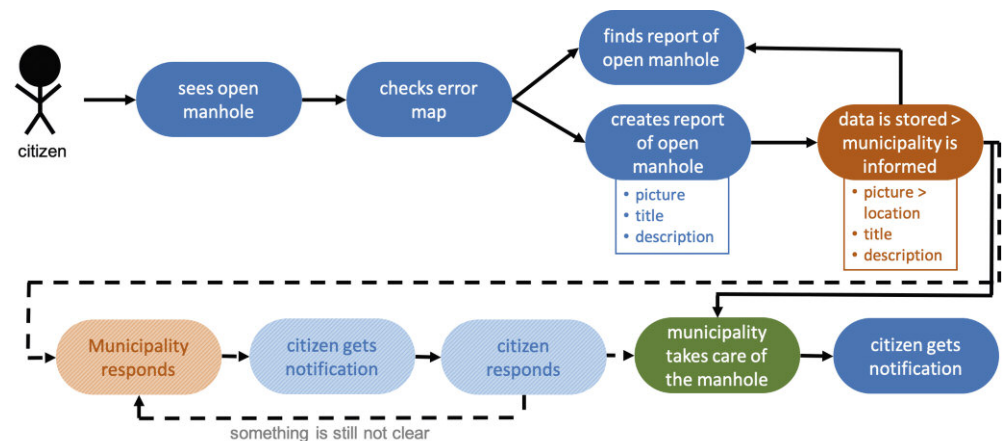 citizen
sees open
manhole
checks error
map
finds report of
open manhole
creates report
of open
manhole
• picture
• title
• description
data is stored >
municipality is
informed
• picture >
location
• title
• description
Municipality
responds
citizen gets
notification
citizen
responds
something is still not clear
municipality
takes care of
the manhole
citizen gets
notification